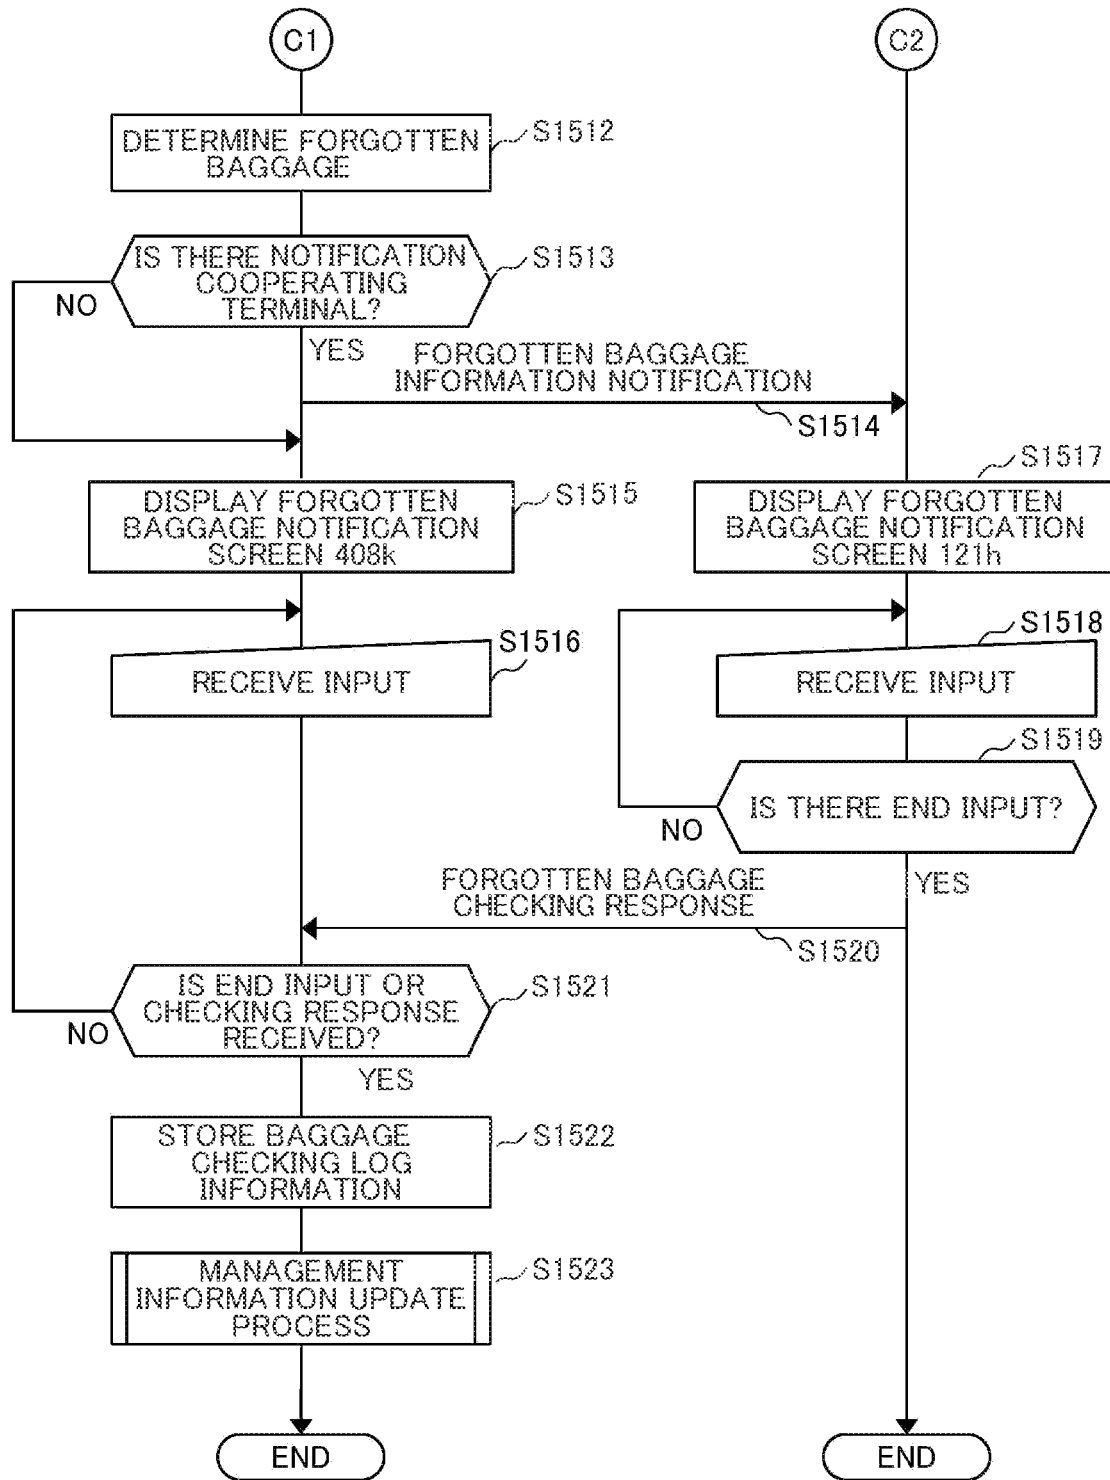 C1
C2
DETERMINE FORGOTTEN
BAGGAGE
S1512
IS THERE NOTIFICATION
COOPERATING
TERMINAL?
S1513
NO
YES
FORGOTTEN BAGGAGE
INFORMATION NOTIFICATION
S1514
DISPLAY FORGOTTEN
BAGGAGE NOTIFICATION
SCREEN 408k
S1515
S1517
DISPLAY FORGOTTEN
BAGGAGE NOTIFICATION
SCREEN 121h
S1516
RECEIVE INPUT
S1518
RECEIVE INPUT
S1519
IS THERE END INPUT?
NO
YES
FORGOTTEN BAGGAGE
CHECKING RESPONSE
S1520
IS END INPUT OR
CHECKING RESPONSE
RECEIVED?
S1521
NO
YES
STORE BAGGAGE
CHECKING LOG
INFORMATION
S1522
MANAGEMENT
INFORMATION UPDATE
PROCESS
S1523
END
END